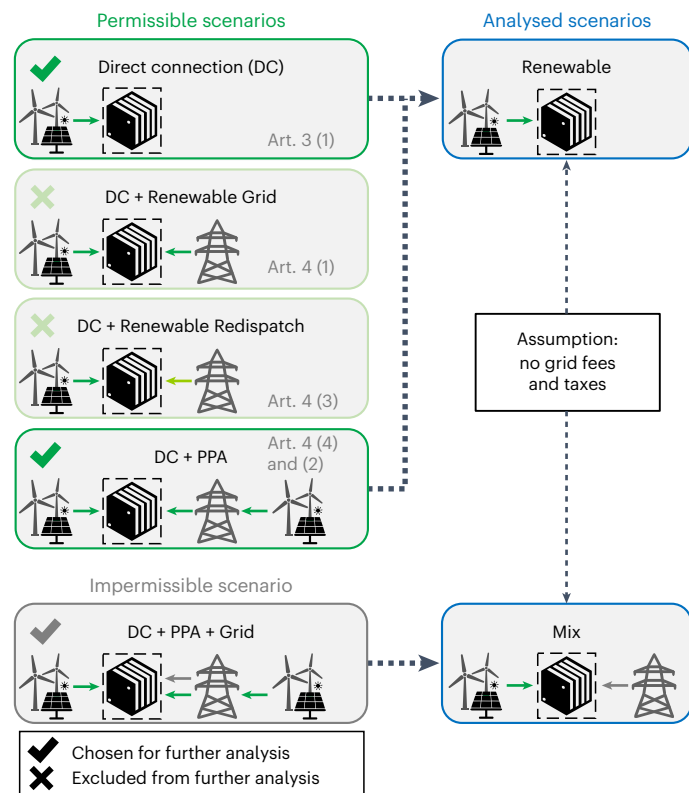 Permissible scenarios
Analysed scenarios
Direct connection (DC)
Art. 3 (1)
Renewable
DC + Renewable Grid
Art. 4 (1)
DC + Renewable Redispatch
Art. 4 (3)
Assumption:
no grid fees
and taxes
DC + PPA
Art. 4 (4)
and (2)
Impermissible scenario
DC + PPA + Grid
Mix
Chosen for further analysis
Excluded from further analysis